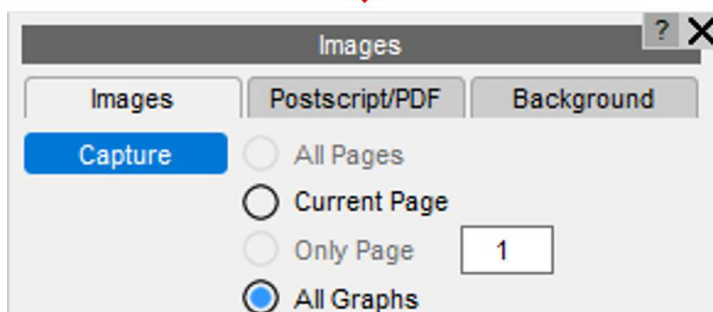 Images ?
Images Postscript/PDF Background
Capture All Pages
Current Page
Only Page 1
All Graphs